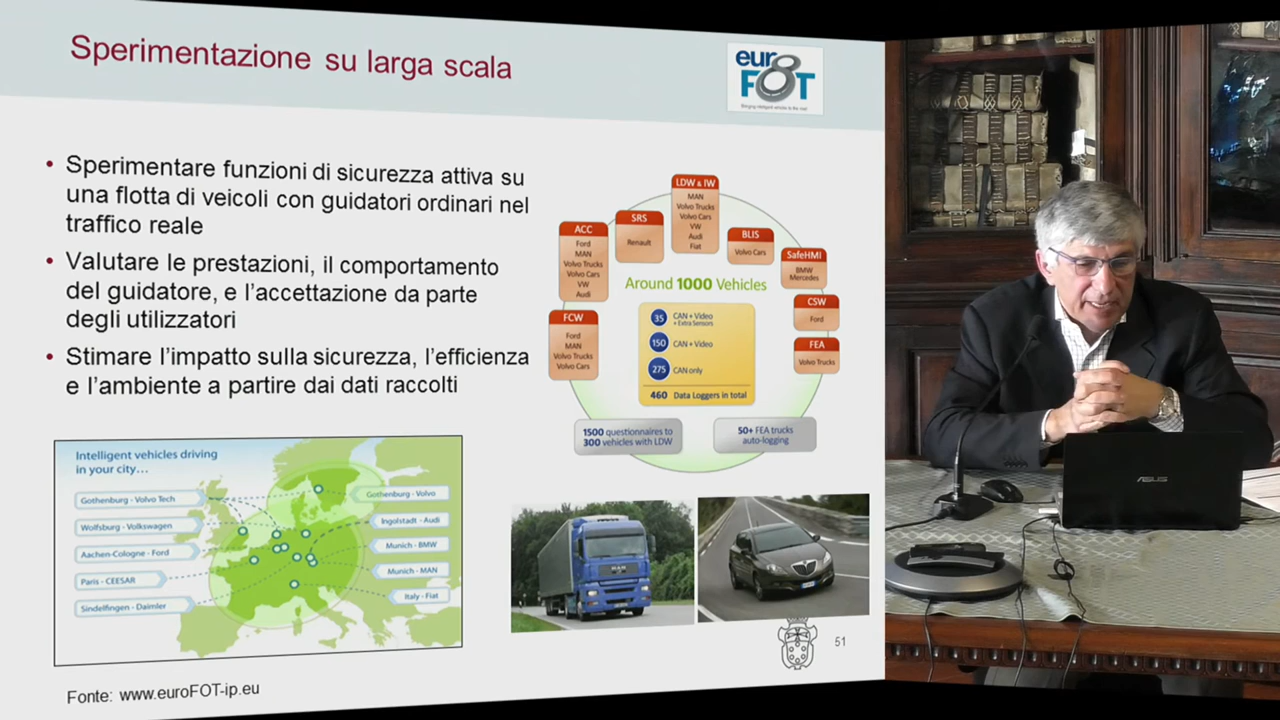 Sperimentazione su larga scala
eur
FOT
• Sperimentare funzioni di sicurezza attiva su
una flotta di veicoli con guidatori ordinari nel
traffico reale
• Valutare le prestazioni, il comportamento
del guidatore, e l'accettazione da parte
degli utilizzatori
• Stimare l'impatto sulla sicurezza, l'efficienza
e l'ambiente a partire dai dati raccolti
LDW & IW
MAN
Volvo Trucks
Volvo Cars
VW
Audi
Fiat
SRS
Renault
ACC
Ford
MAN
Volvo Trucks
Volvo Cars
VW
Audi
BLIS
Volvo Cars
SafeHMI
BMW
Mercedes
CSW
Ford
FEA
Volvo Trucks
FCW
Ford
MAN
Volvo Trucks
Volvo Cars
Around 1000 Vehicles
35 CAN + Video
+ Extra Sensors
150 CAN + Video
275 CAN only
460 Data Loggers in total
1500 questionnaires to
300 vehicles with LDW
50+ FEA trucks
auto-logging
Intelligent vehicles driving
in your city...
Gothenburg - Volvo Tech
Wolfsburg - Volkswagen
Aachen-Cologne - Ford
Paris - CEESAR
Sindelfingen - Daimler
Gothenburg - Volvo
Ingolstadt - Audi
Munich - BMW
Munich - MAN
Italy - Fiat
MAN
51
Fonte: www.euroFOT-ip.eu
ASUS